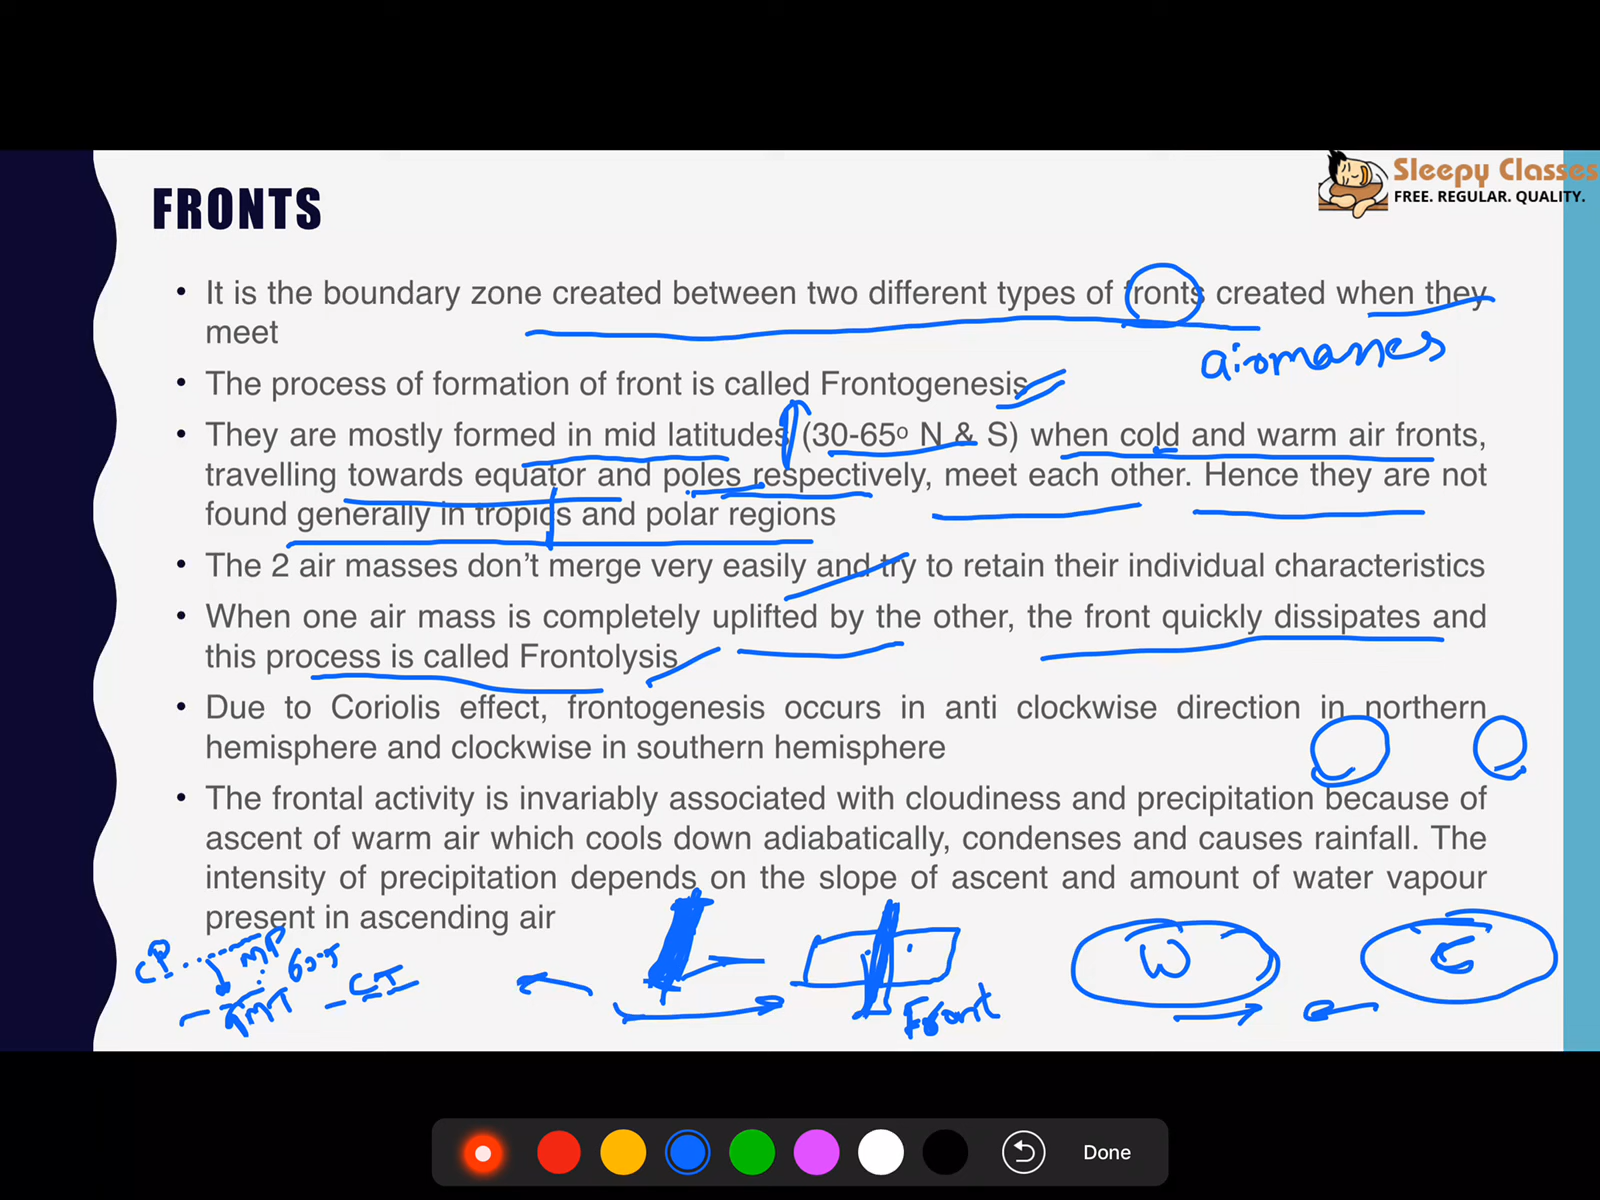 Sleepy Classes
FREE. REGULAR. QUALITY.
FRONTS
• It is the boundary zone created between two different types of fronts created when they
meet
airmasses
• The process of formation of front is called Frontogenesis
• They are mostly formed in mid latitudes (30-65o N & S) when cold and warm air fronts,
travelling towards equator and poles respectively, meet each other. Hence they are not
found generally in tropics and polar regions
• The 2 air masses don't merge very easily and try to retain their individual characteristics
• When one air mass is completely uplifted by the other, the front quickly dissipates and
this process is called Frontolysis
• Due to Coriolis effect, frontogenesis occurs in anti clockwise direction in northern
hemisphere and clockwise in southern hemisphere
• The frontal activity is invariably associated with cloudiness and precipitation because of
ascent of warm air which cools down adiabatically, condenses and causes rainfall. The
intensity of precipitation depends on the slope of ascent and amount of water vapour
present in ascending air
CP MP
W C
CT
MT
Front
Done